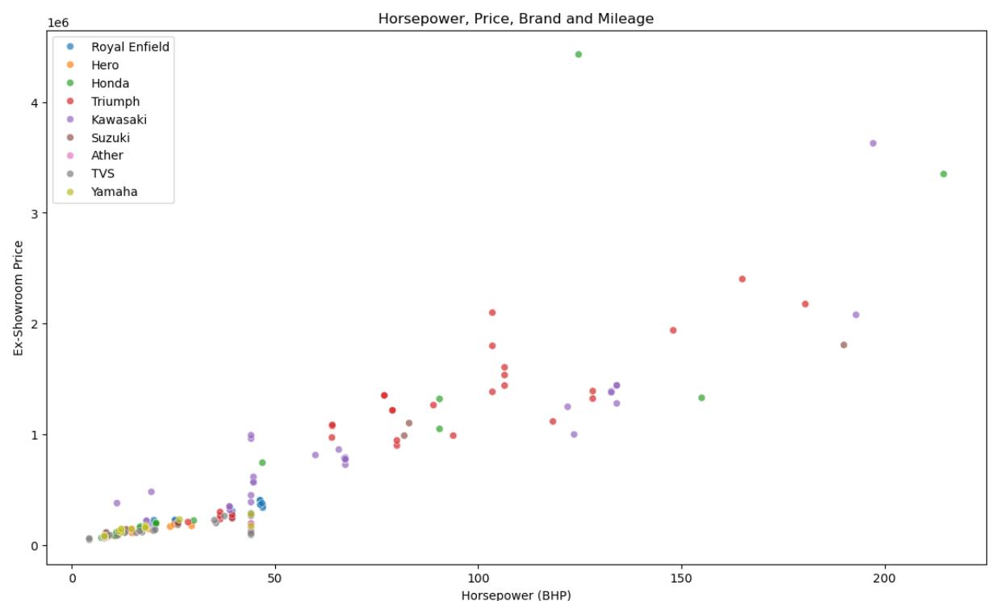 Horsepower, Price, Brand and Mileage
1e6
Royal Enfield
Hero
Honda
Triumph
Kawasaki
Suzuki
Ather
TVS
Yamaha
4
3
2
1
0
Ex-Showroom Price
0 50 100 150 200
Horsepower (BHP)